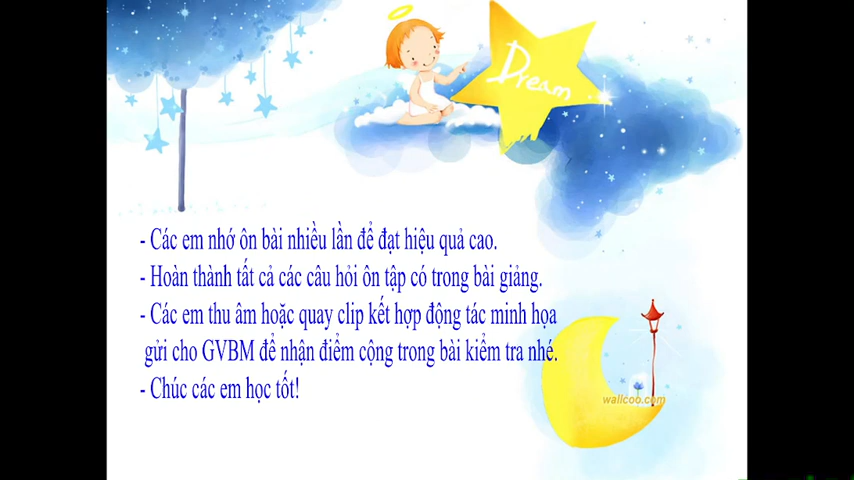 Dream
- Các em nhớ ôn bài nhiều lần để đạt hiệu quả cao.
- Hoàn thành tất cả các câu hỏi ôn tập có trong bài giảng.
- Các em thu âm hoặc quay clip kết hợp động tác minh họa
gửi cho GVBM để nhận điểm cộng trong bài kiểm tra nhé.
- Chúc các em học tốt!
wallcoo.com